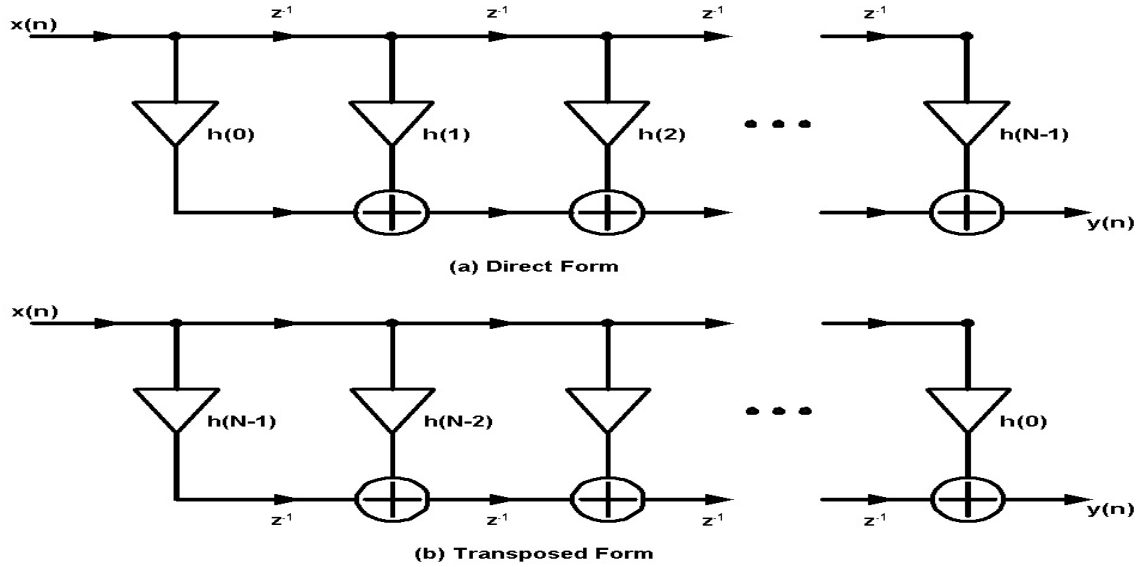 z⁻¹ z⁻¹ z⁻¹ z⁻¹
x(n)
h(0) h(1) h(2) h(N-1)
y(n)
(a) Direct Form
x(n)
h(N-1) h(N-2) h(0)
y(n)
z⁻¹ z⁻¹ z⁻¹ z⁻¹
(b) Transposed Form